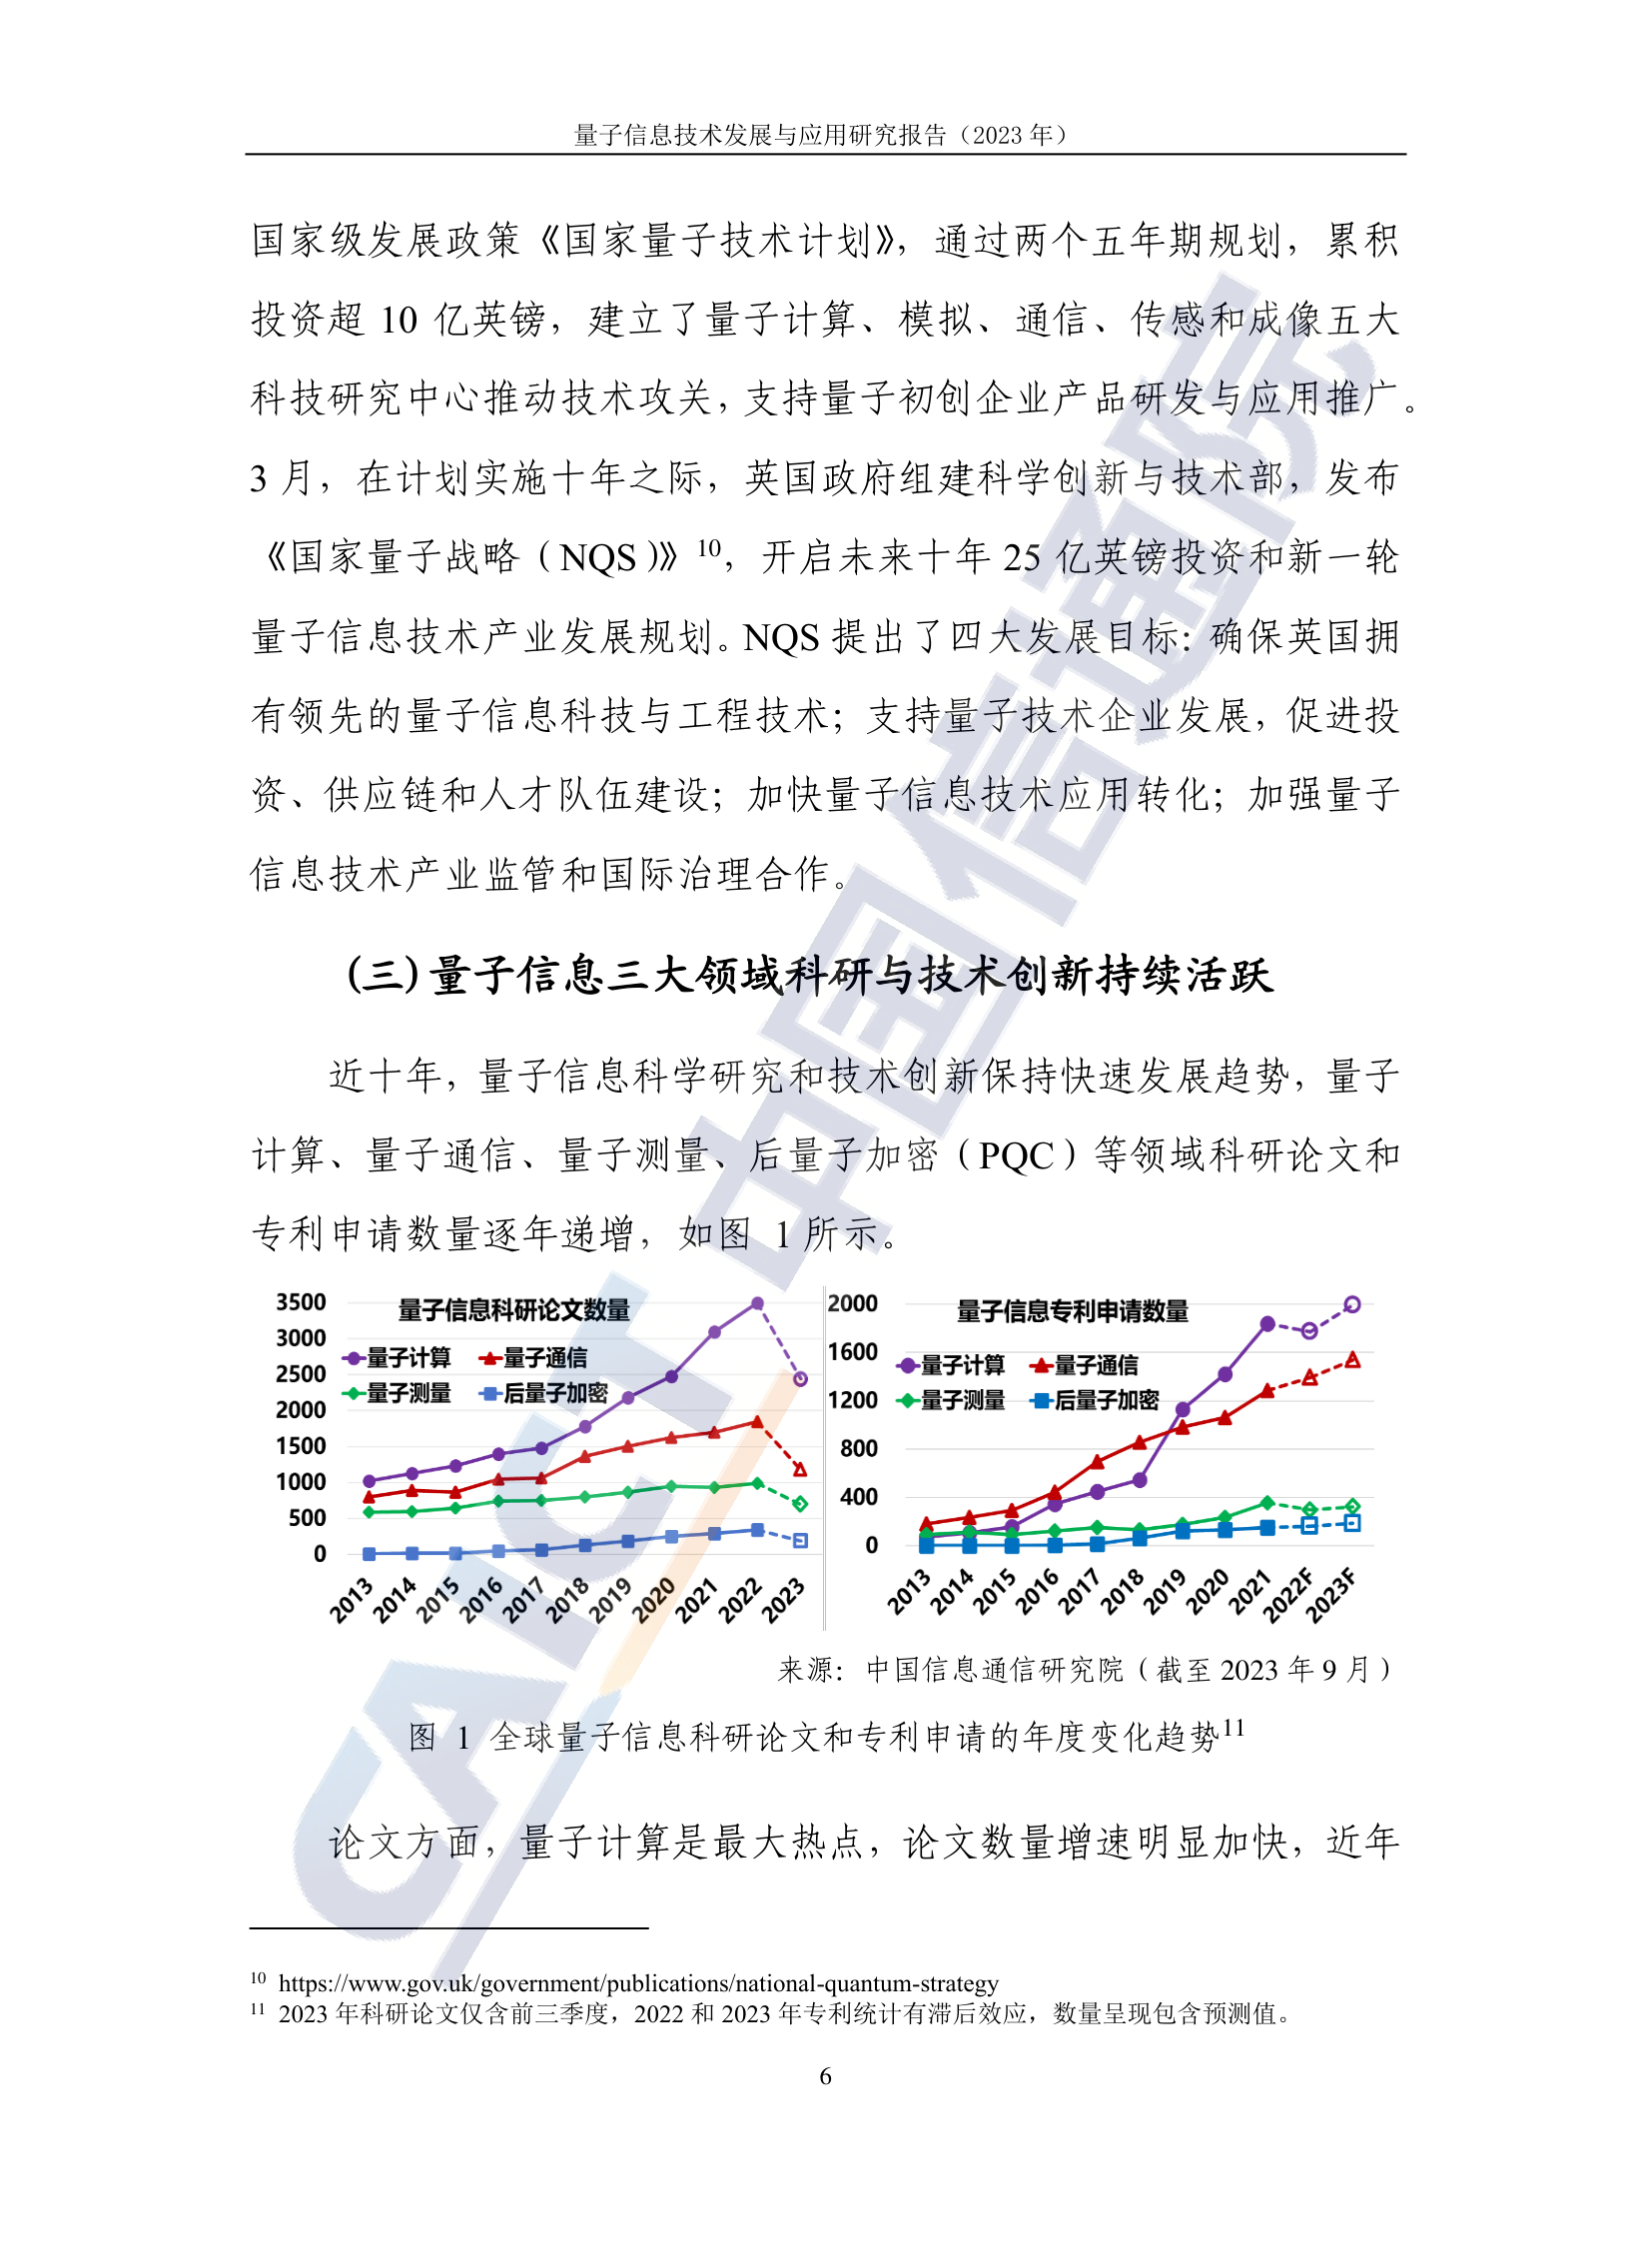 量子信息技术发展与应用研究报告（2023 年）
国家级发展政策《国家量子技术计划》，通过两个五年期规划，累积
投资超 10 亿英镑，建立了量子计算、模拟、通信、传感和成像五大
科技研究中心推动技术攻关，支持量子初创企业产品研发与应用推广。
3 月，在计划实施十年之际，英国政府组建科学创新与技术部，发布
《国家量子战略（NQS）》10，开启未来十年 25 亿英镑投资和新一轮
量子信息技术产业发展规划。NQS 提出了四大发展目标：确保英国拥
有领先的量子信息科技与工程技术；支持量子技术企业发展，促进投
资、供应链和人才队伍建设；加快量子信息技术应用转化；加强量子
信息技术产业监管和国际治理合作。
(三)量子信息三大领域科研与技术创新持续活跃
近十年，量子信息科学研究和技术创新保持快速发展趋势，量子
计算、量子通信、量子测量、后量子加密（PQC）等领域科研论文和
专利申请数量逐年递增，如图 1 所示。
量子信息科研论文数量
3500
3000
2500
2000
1500
1000
500
0
量子计算 量子通信
量子测量 后量子加密
2013 2014 2015 2016 2017 2018 2019 2020 2021 2022 2023
量子信息专利申请数量
2000
1600
1200
800
400
0
量子计算 量子通信
量子测量 后量子加密
2013 2014 2015 2016 2017 2018 2019 2020 2021 2022F 2023F
来源：中国信息通信研究院（截至 2023 年 9 月）
图 1 全球量子信息科研论文和专利申请的年度变化趋势11
论文方面，量子计算是最大热点，论文数量增速明显加快，近年
10 https://www.gov.uk/government/publications/national-quantum-strategy
11 2023 年科研论文仅含前三季度，2022 和 2023 年专利统计有滞后效应，数量呈现包含预测值。
6
CAICT 中国信通院